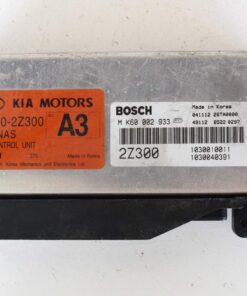 KIA MOTORS
0-2Z300
NAS
A3
CONTROL UNIT
Made in Korea
BOSCH
Made in Korea
M K60 002 933
2Z300
1030010011
1030040391